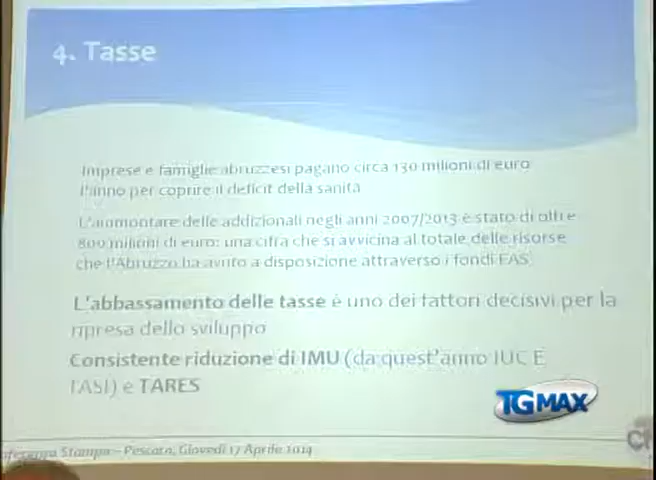 4. Tasse
Imprese e famiglie abruzzesi pagano circa 130 milioni di euro
l'anno per coprire il deficit della sanità
L'ammontare delle addizionali negli anni 2007/2013 è stato di oltre
800 milioni di euro: una cifra che si avvicina al totale delle risorse
che l'Abruzzo ha avuto a disposizione attraverso i fondi FAS
L'abbassamento delle tasse è uno dei fattori decisivi per la
ripresa dello sviluppo
Consistente riduzione di IMU (da quest'anno IUC E
TASI) e TARES
TGMAX
Stampa – Pescara, Giovedì 17 Aprile 2014